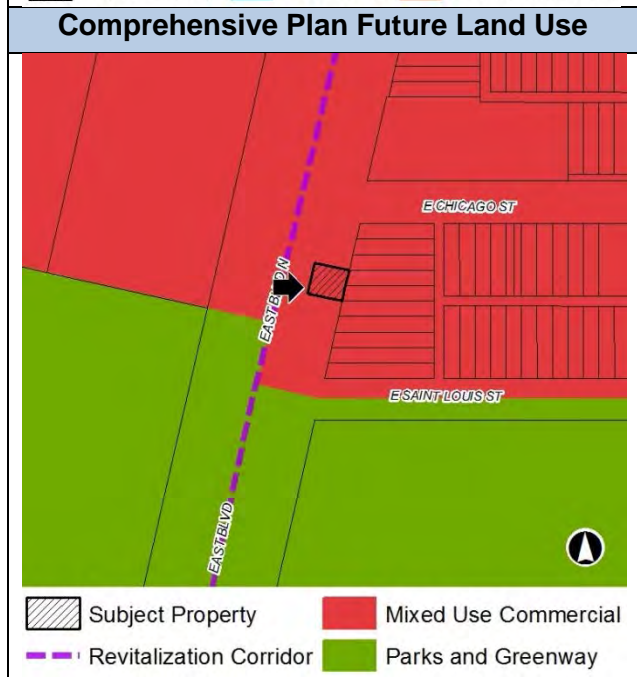 Comprehensive Plan Future Land Use
E CHICAGO ST
EAST BLVD N
E SAINT LOUIS ST
EAST BLVD
Subject Property
Mixed Use Commercial
Revitalization Corridor
Parks and Greenway